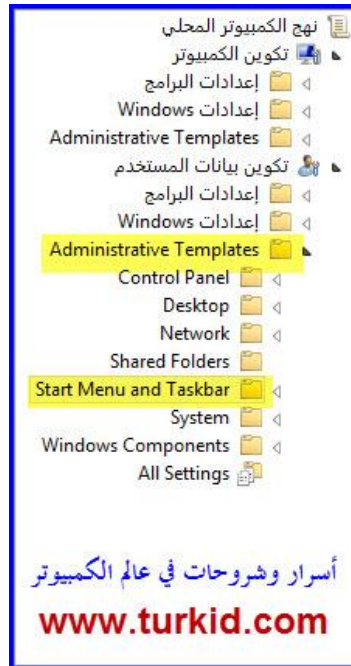 نهج الكمبيوتر المحلي
تكوين الكمبيوتر
إعدادات البرامج
إعدادات Windows
Administrative Templates
تكوين بيانات المستخدم
إعدادات البرامج
إعدادات Windows
Administrative Templates
Control Panel
Desktop
Network
Shared Folders
Start Menu and Taskbar
System
Windows Components
All Settings
أسرار وشروحات في عالم الكمبيوتر
www.turkid.com